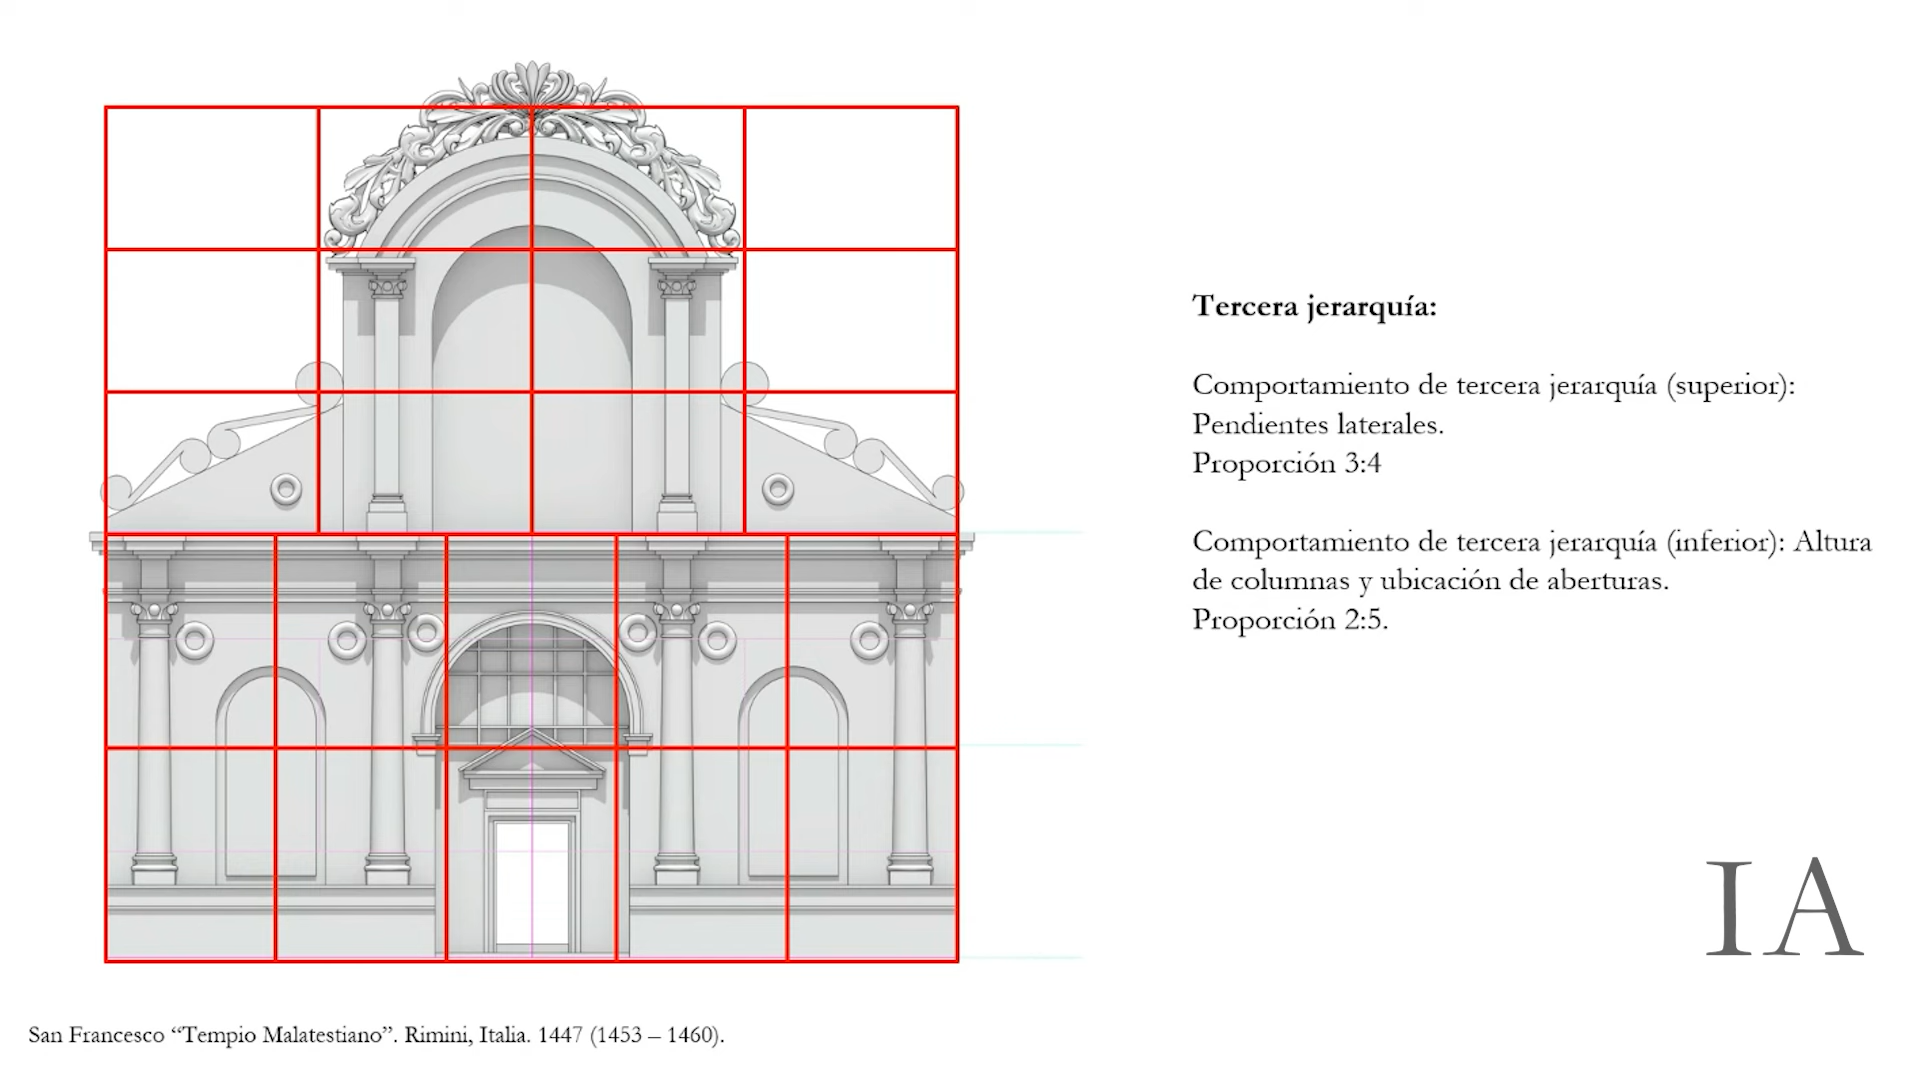 Tercera jerarquía:
Comportamiento de tercera jerarquía (superior):
Pendientes laterales.
Proporción 3:4
Comportamiento de tercera jerarquía (inferior): Altura
de columnas y ubicación de aberturas.
Proporción 2:5.
IA
San Francesco “Tempio Malatestiano”. Rimini, Italia. 1447 (1453 – 1460).